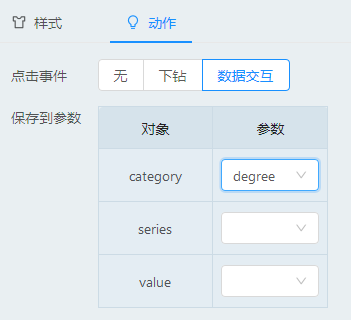 样式 动作
点击事件 无 下钻 数据交互
保存到参数
对象 参数
category degree
series
value